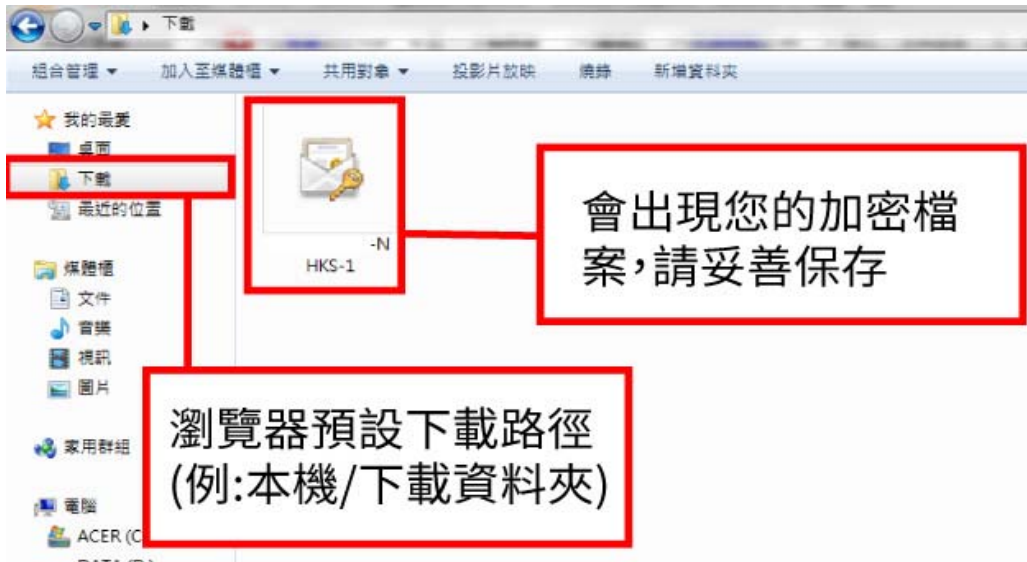 下載
組合管理 加入至媒體櫃 共用對象 投影片放映 燒錄 新增資料夾
我的最愛
桌面
下載
最近的位置
媒體櫃
文件
音樂
視訊
圖片
家用群組
電腦
ACER (C
-N
HKS-1
會出現您的加密檔
案,請妥善保存
瀏覽器預設下載路徑
(例:本機/下載資料夾)